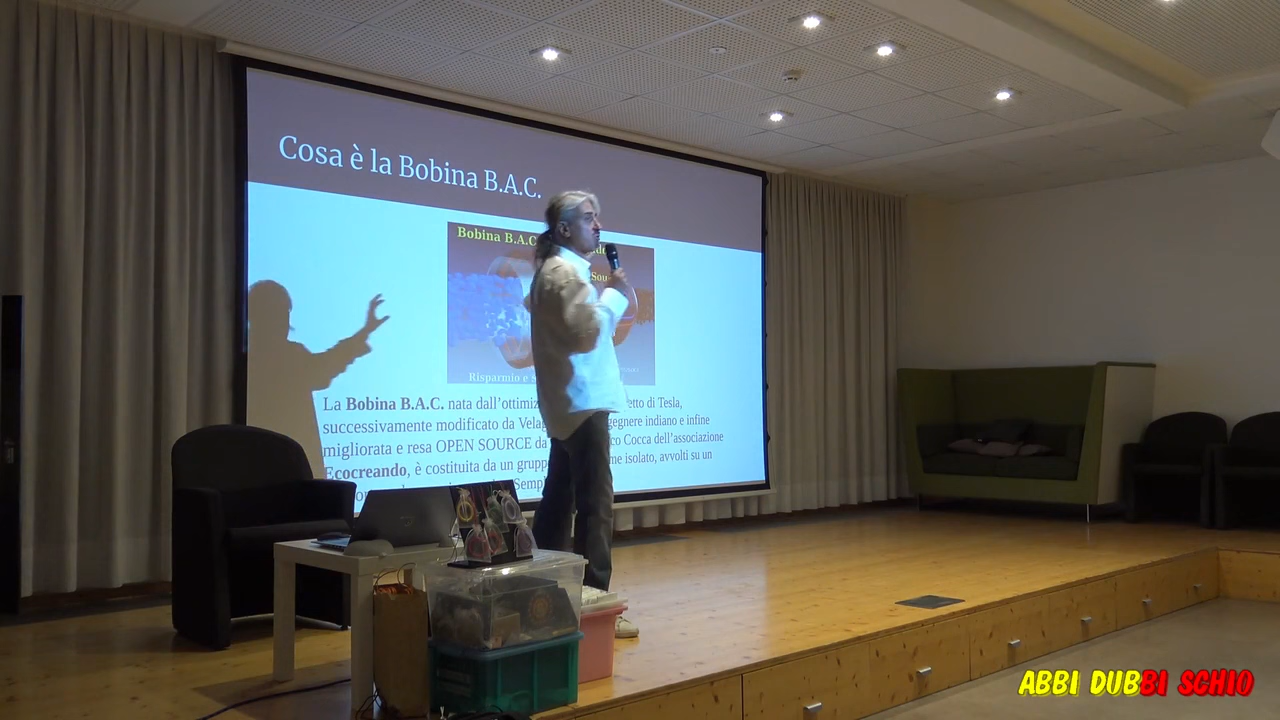 Cosa è la Bobina B.A.C.
Bobina B.A.C
Risparmio e
La Bobina B.A.C. nata dall'ottimiz etto di Tesla,
successivamente modificato da Vela gegnere indiano e infine
migliorata e resa OPEN SOURCE da co Cocca dell'associazione
Ecocreando, è costituita da un grupp me isolato, avvolti su un
ABBI DUBBI SCHIO